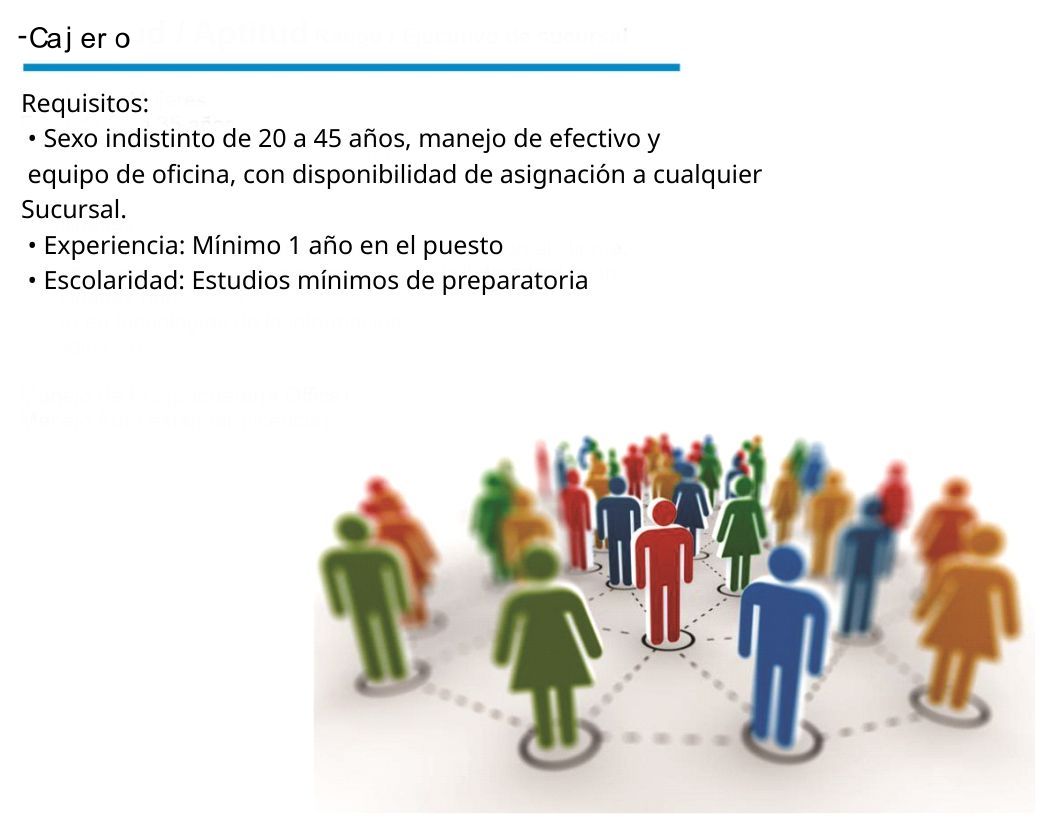 -Cajero
Requisitos:
• Sexo indistinto de 20 a 45 años, manejo de efectivo y
equipo de oficina, con disponibilidad de asignación a cualquier
Sucursal.
• Experiencia: Mínimo 1 año en el puesto
• Escolaridad: Estudios mínimos de preparatoria